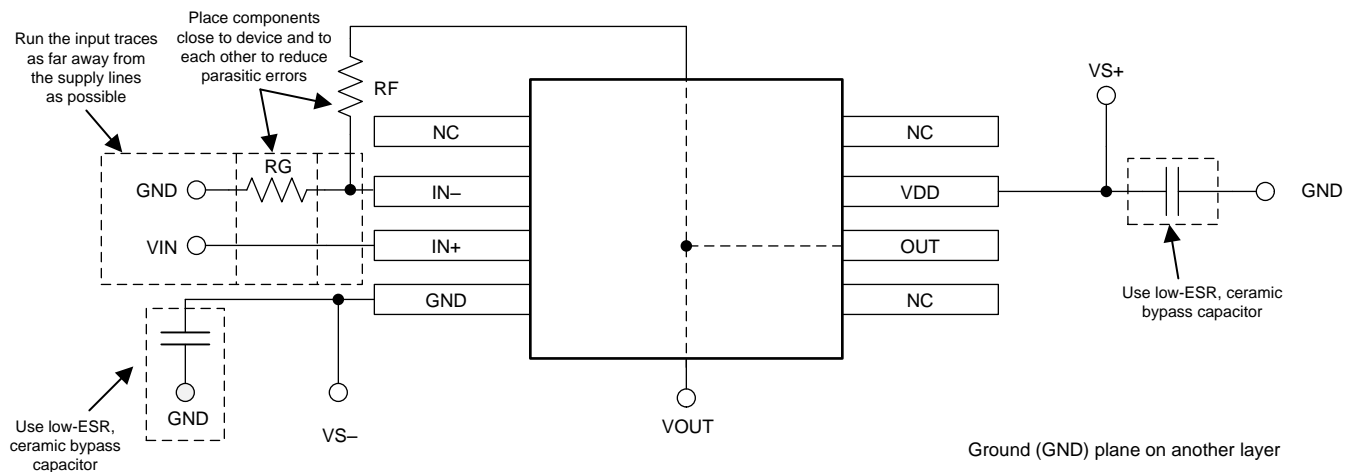 Place components
close to device and to
each other to reduce
parasitic errors
Run the input traces
as far away from
the supply lines
as possible
RF
VS+
NC
NC
RG
GND
IN–
VDD
GND
VIN
IN+
OUT
GND
NC
Use low-ESR, ceramic
bypass capacitor
GND
Use low-ESR,
ceramic bypass
capacitor
VS–
VOUT
Ground (GND) plane on another layer